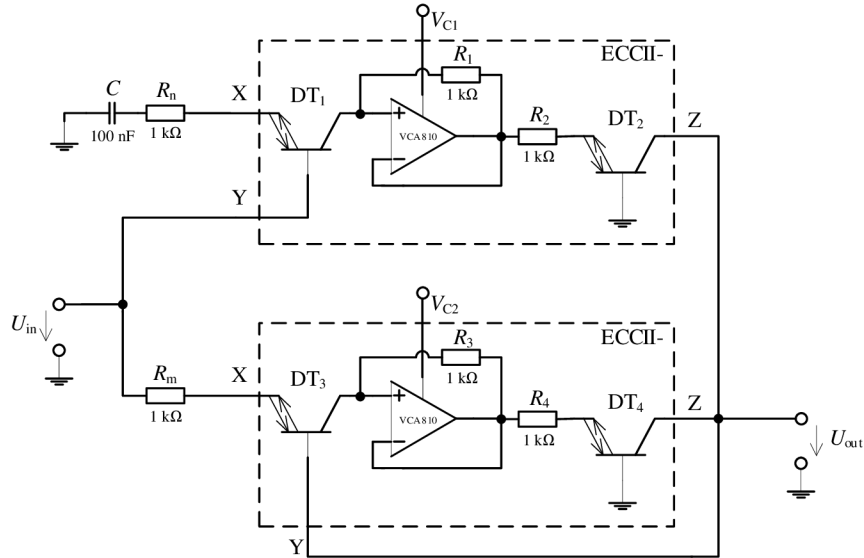 V_C1
ECCII-
R_1
1 kΩ
C
100 nF
R_n
1 kΩ
X
DT_1
+
VCA810
−
R_2
1 kΩ
DT_2
Z
Y
U_in
V_C2
ECCII-
R_3
1 kΩ
R_m
1 kΩ
X
DT_3
+
VCA810
−
R_4
1 kΩ
DT_4
Z
U_out
Y